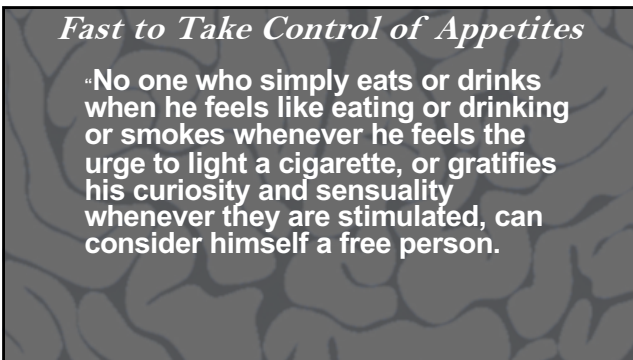 Fast to Take Control of Appetites
“No one who simply eats or drinks
when he feels like eating or drinking
or smokes whenever he feels the
urge to light a cigarette, or gratifies
his curiosity and sensuality
whenever they are stimulated, can
consider himself a free person.